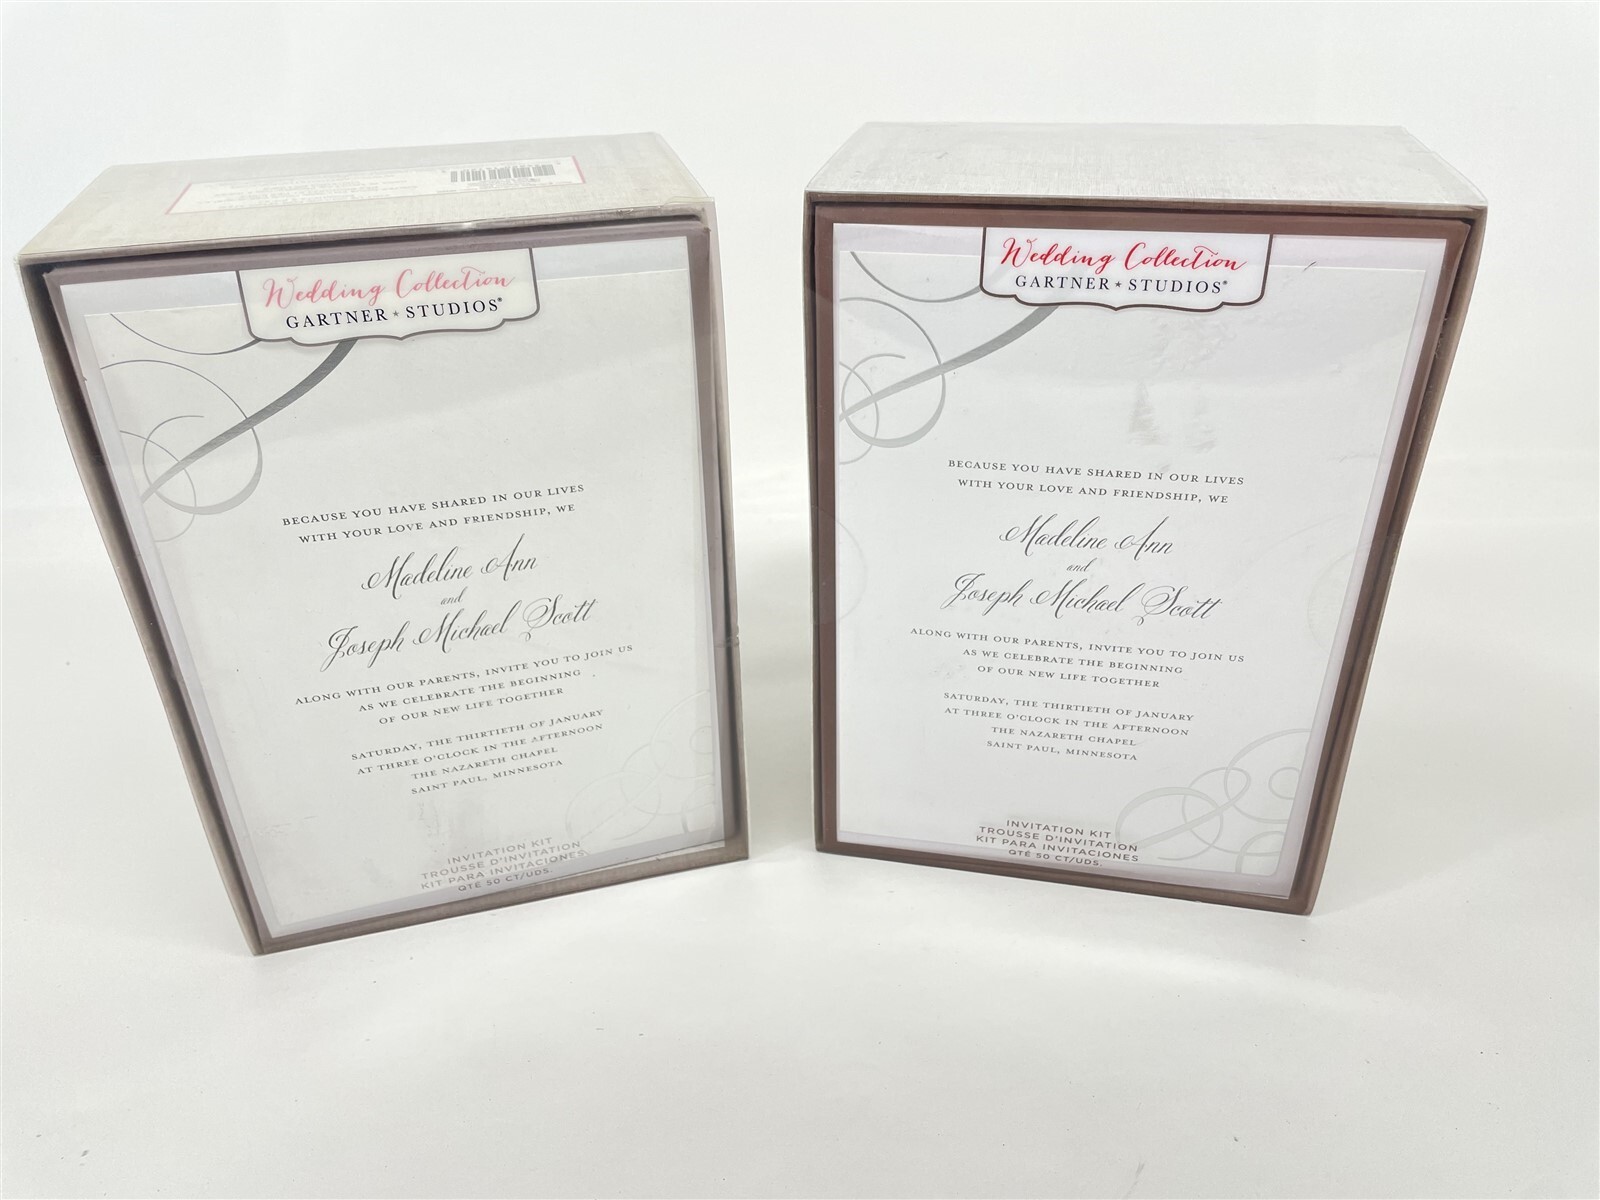 Wedding Collection
GARTNER ★ STUDIOS®
BECAUSE YOU HAVE SHARED IN OUR LIVES
WITH YOUR LOVE AND FRIENDSHIP, WE
Madeline Ann
and
Joseph Michael Scott
ALONG WITH OUR PARENTS, INVITE YOU TO JOIN US
AS WE CELEBRATE THE BEGINNING
OF OUR NEW LIFE TOGETHER
SATURDAY, THE THIRTIETH OF JANUARY
AT THREE O'CLOCK IN THE AFTERNOON
THE NAZARETH CHAPEL
SAINT PAUL, MINNESOTA
INVITATION KIT
TROUSSE D'INVITATION
KIT PARA INVITACIONES
QTÉ 50 CT/UDS.
Wedding Collection
GARTNER ★ STUDIOS®
BECAUSE YOU HAVE SHARED IN OUR LIVES
WITH YOUR LOVE AND FRIENDSHIP, WE
Madeline Ann
and
Joseph Michael Scott
ALONG WITH OUR PARENTS, INVITE YOU TO JOIN US
AS WE CELEBRATE THE BEGINNING
OF OUR NEW LIFE TOGETHER
SATURDAY, THE THIRTIETH OF JANUARY
AT THREE O'CLOCK IN THE AFTERNOON
THE NAZARETH CHAPEL
SAINT PAUL, MINNESOTA
INVITATION KIT
TROUSSE D'INVITATION
KIT PARA INVITACIONES
QTÉ 50 CT/UDS.